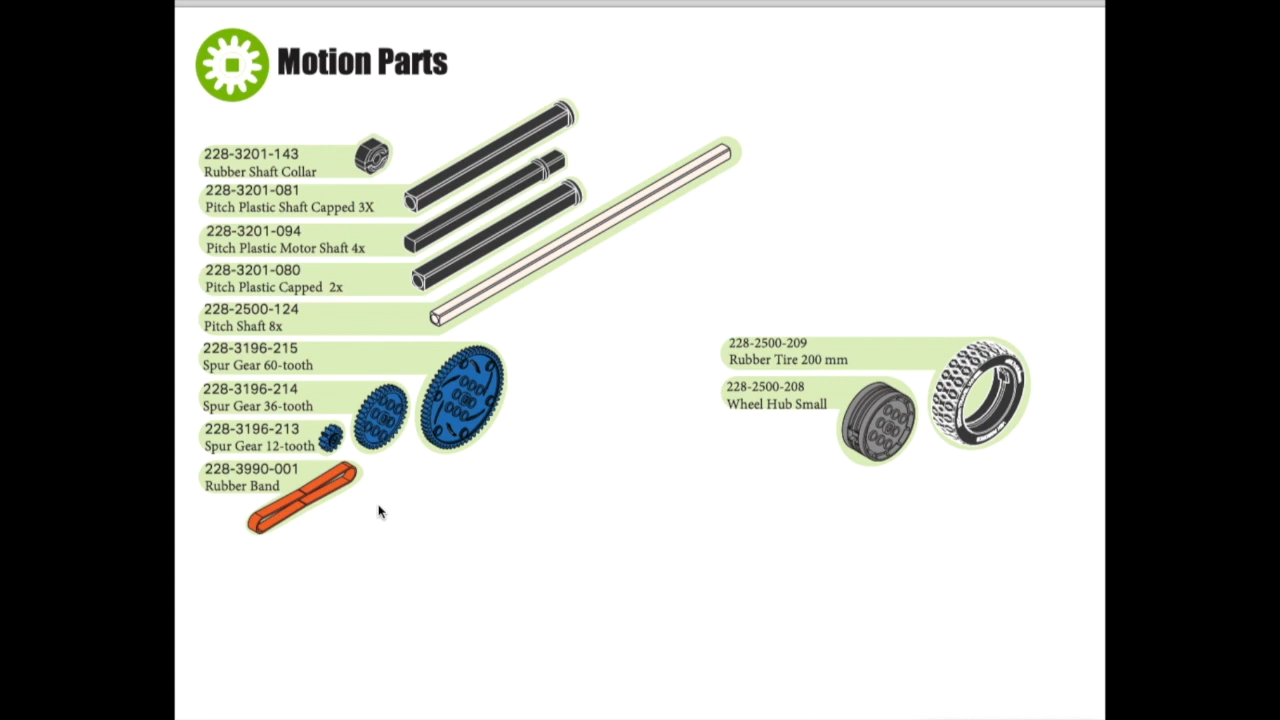 Motion Parts
228-3201-143
Rubber Shaft Collar
228-3201-081
Pitch Plastic Shaft Capped 3X
228-3201-094
Pitch Plastic Motor Shaft 4x
228-3201-080
Pitch Plastic Capped 2x
228-2500-124
Pitch Shaft 8x
228-3196-215
Spur Gear 60-tooth
228-3196-214
Spur Gear 36-tooth
228-3196-213
Spur Gear 12-tooth
228-3990-001
Rubber Band
228-2500-209
Rubber Tire 200 mm
228-2500-208
Wheel Hub Small